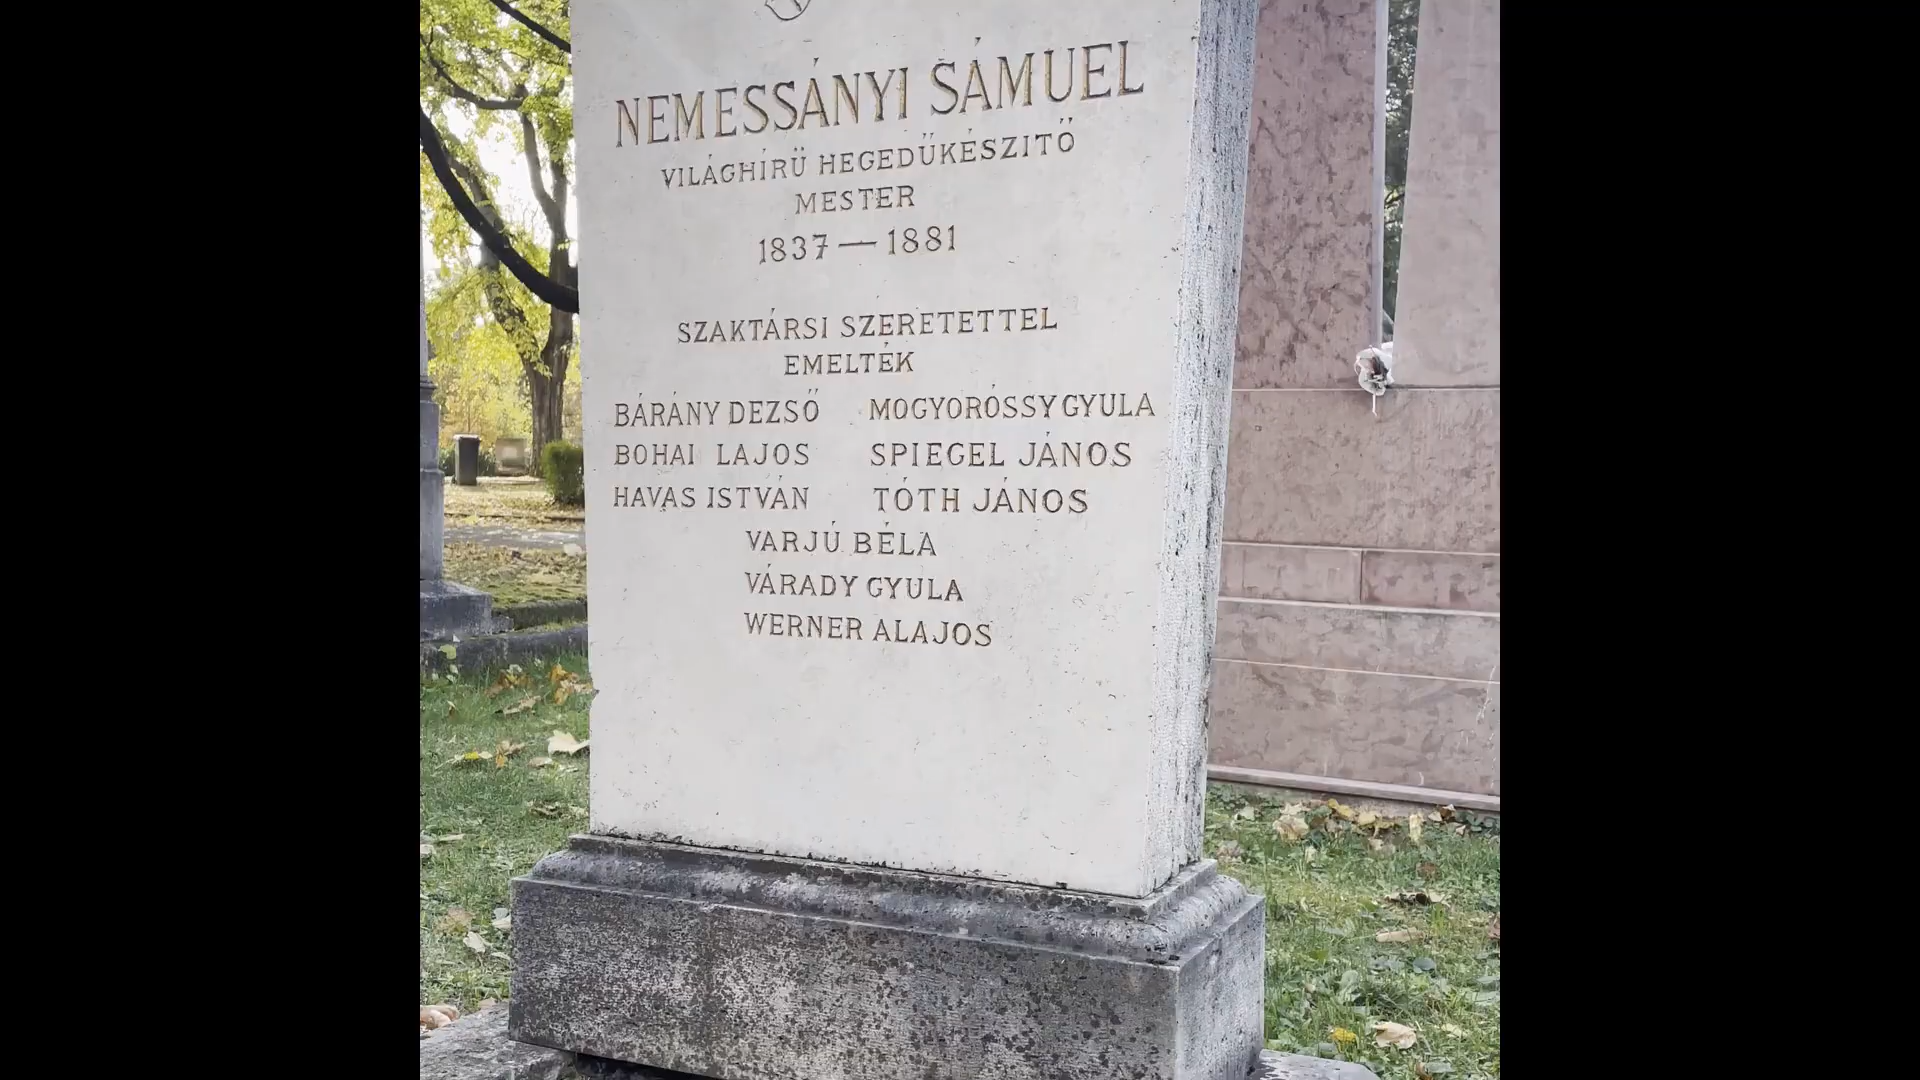 NEMESSÁNYI SÁMUEL
VILÁGHÍRŰ HEGEDŰKÉSZITŐ
MESTER
1837 — 1881
SZAKTÁRSI SZERETETTEL
EMELTÉK
BÁRÁNY DEZSŐ MOGYORÓSSY GYULA
BOHAI LAJOS SPIEGEL JÁNOS
HAVAS ISTVÁN TÓTH JÁNOS
VARJÚ BÉLA
VÁRADY GYULA
WERNER ALAJOS